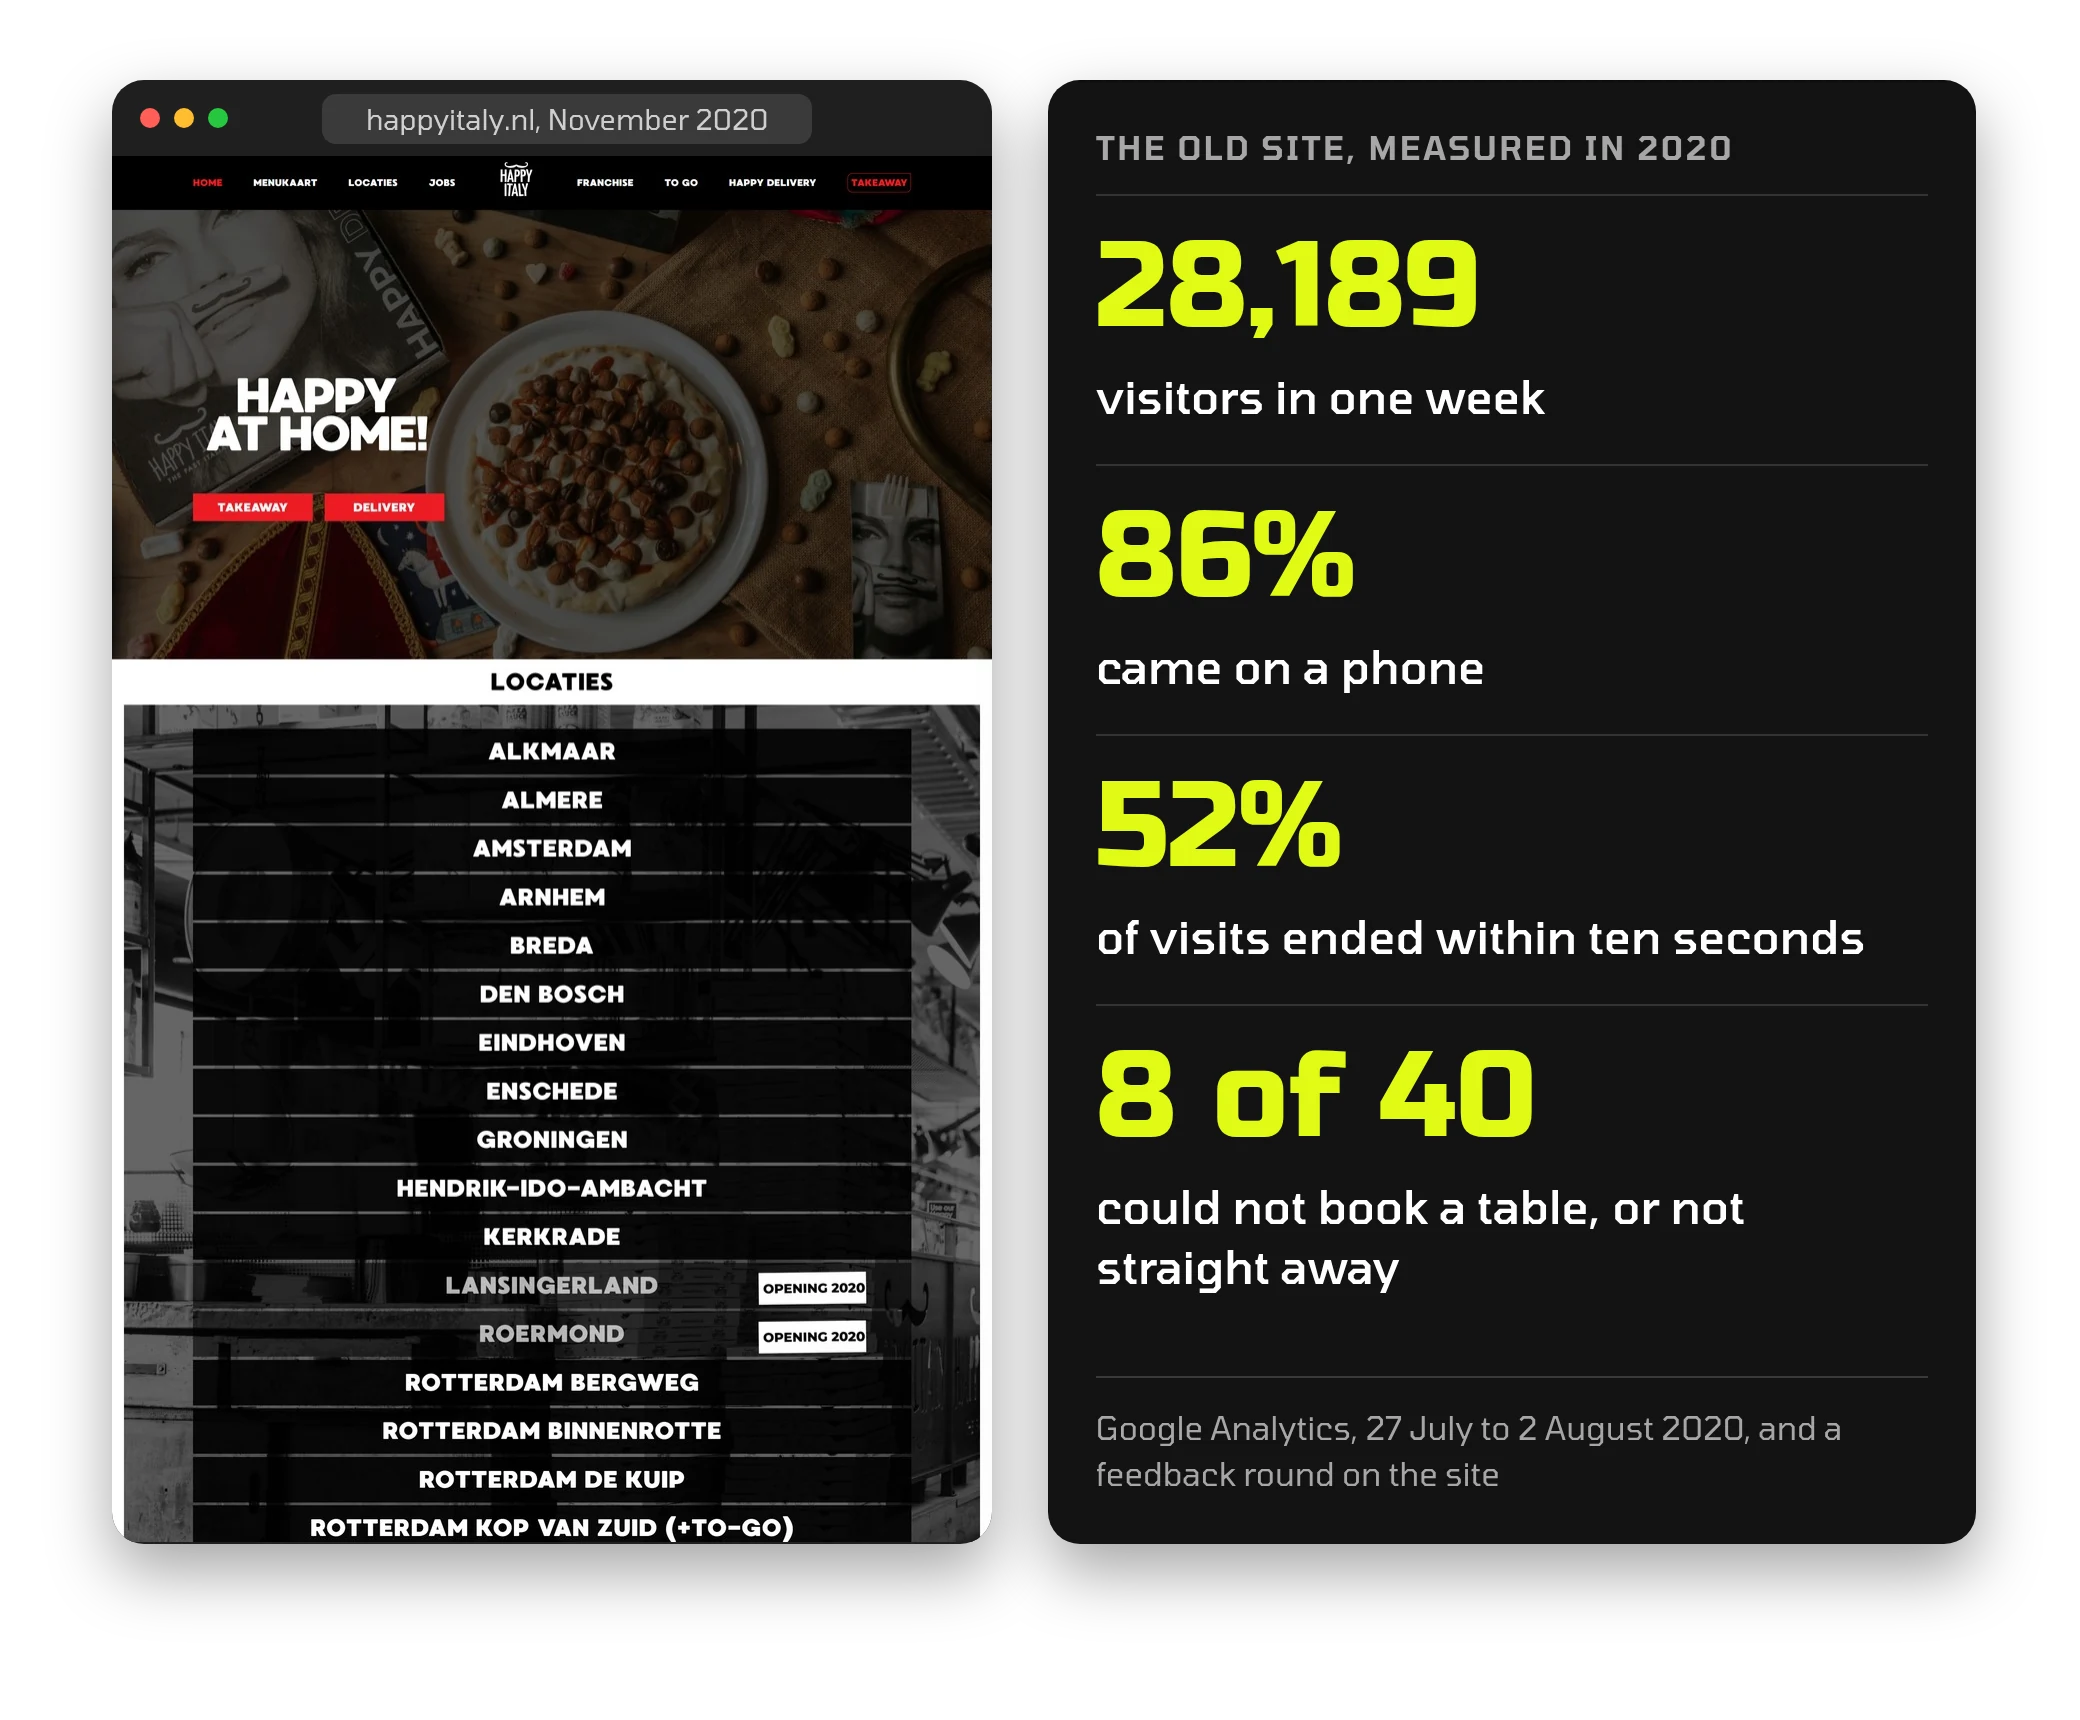 happyitaly.nl, November 2020
HOME MENUKAART LOCATIES JOBS HAPPY ITALY FRANCHISE TO GO HAPPY DELIVERY TAKEAWAY
HAPPY
AT HOME!
TAKEAWAY DELIVERY
LOCATIES
ALKMAAR
ALMERE
AMSTERDAM
ARNHEM
BREDA
DEN BOSCH
EINDHOVEN
ENSCHEDE
GRONINGEN
HENDRIK-IDO-AMBACHT
KERKRADE
LANSINGERLAND OPENING 2020
ROERMOND OPENING 2020
ROTTERDAM BERGWEG
ROTTERDAM BINNENROTTE
ROTTERDAM DE KUIP
ROTTERDAM KOP VAN ZUID (+TO-GO)
THE OLD SITE, MEASURED IN 2020
28,189
visitors in one week
86%
came on a phone
52%
of visits ended within ten seconds
8 of 40
could not book a table, or not
straight away
Google Analytics, 27 July to 2 August 2020, and a
feedback round on the site